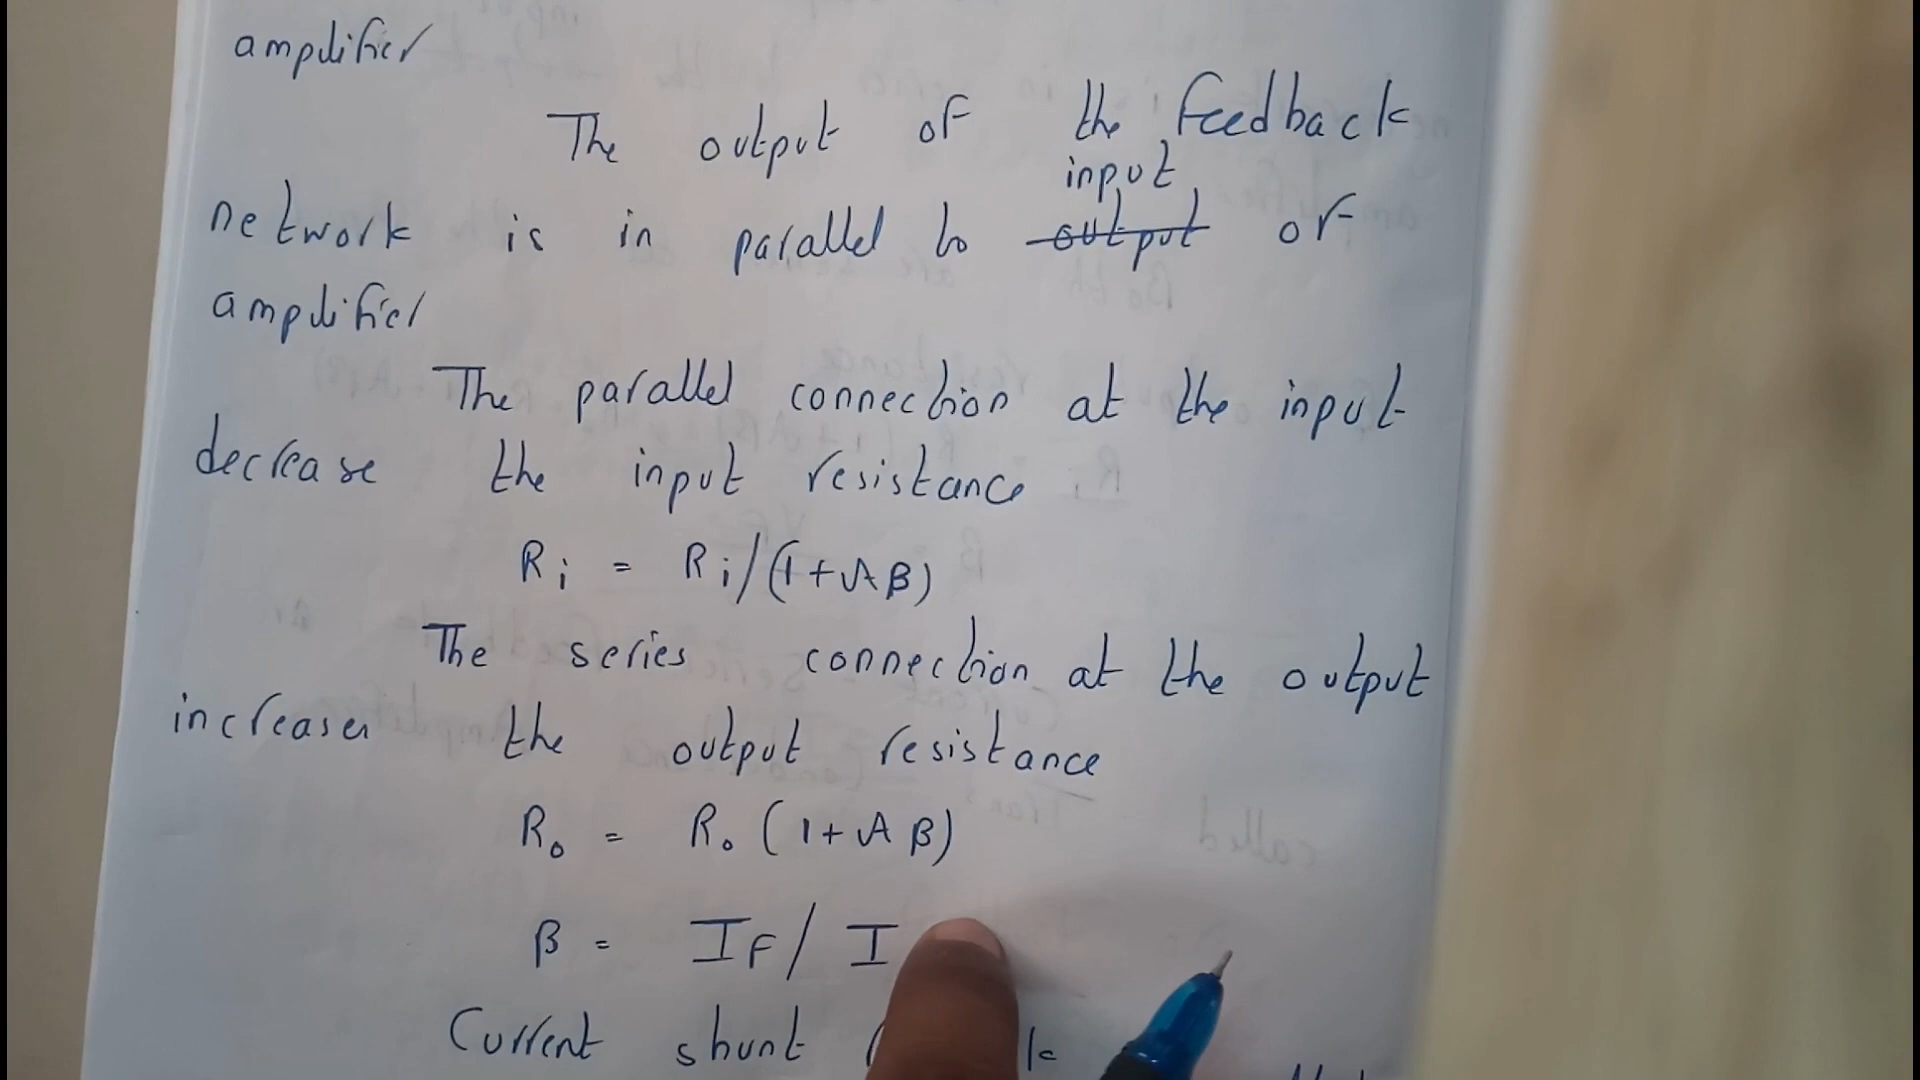 amplifier
The output of the feedback
input
network is in parallel to output of
amplifier
The parallel connection at the input
decrease the input resistance
Ri = Ri/(1+Aβ)
The series connection at the output
increases the output resistance
Ro = Ro (1+Aβ)
β = IF / I
Current shunt